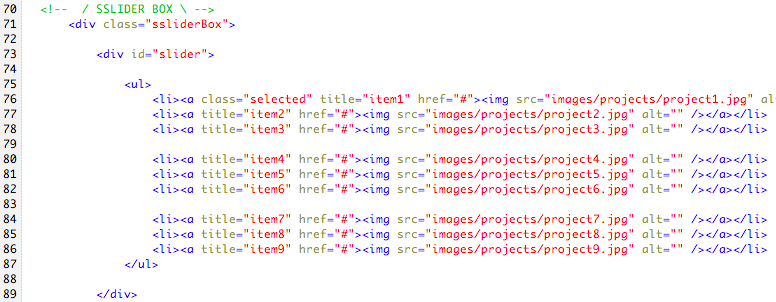 70 <!-- / SSLIDER BOX \ -->
71 <div class="ssliderBox">
72
73 <div id="slider">
74
75 <ul>
76 <li><a class="selected" title="item1" href="#"><img src="images/projects/project1.jpg" al
77 <li><a title="item2" href="#"><img src="images/projects/project2.jpg" alt="" /></a></li>
78 <li><a title="item3" href="#"><img src="images/projects/project3.jpg" alt="" /></a></li>
79
80 <li><a title="item4" href="#"><img src="images/projects/project4.jpg" alt="" /></a></li>
81 <li><a title="item5" href="#"><img src="images/projects/project5.jpg" alt="" /></a></li>
82 <li><a title="item6" href="#"><img src="images/projects/project6.jpg" alt="" /></a></li>
83
84 <li><a title="item7" href="#"><img src="images/projects/project7.jpg" alt="" /></a></li>
85 <li><a title="item8" href="#"><img src="images/projects/project8.jpg" alt="" /></a></li>
86 <li><a title="item9" href="#"><img src="images/projects/project9.jpg" alt="" /></a></li>
87 </ul>
88
89 </div>